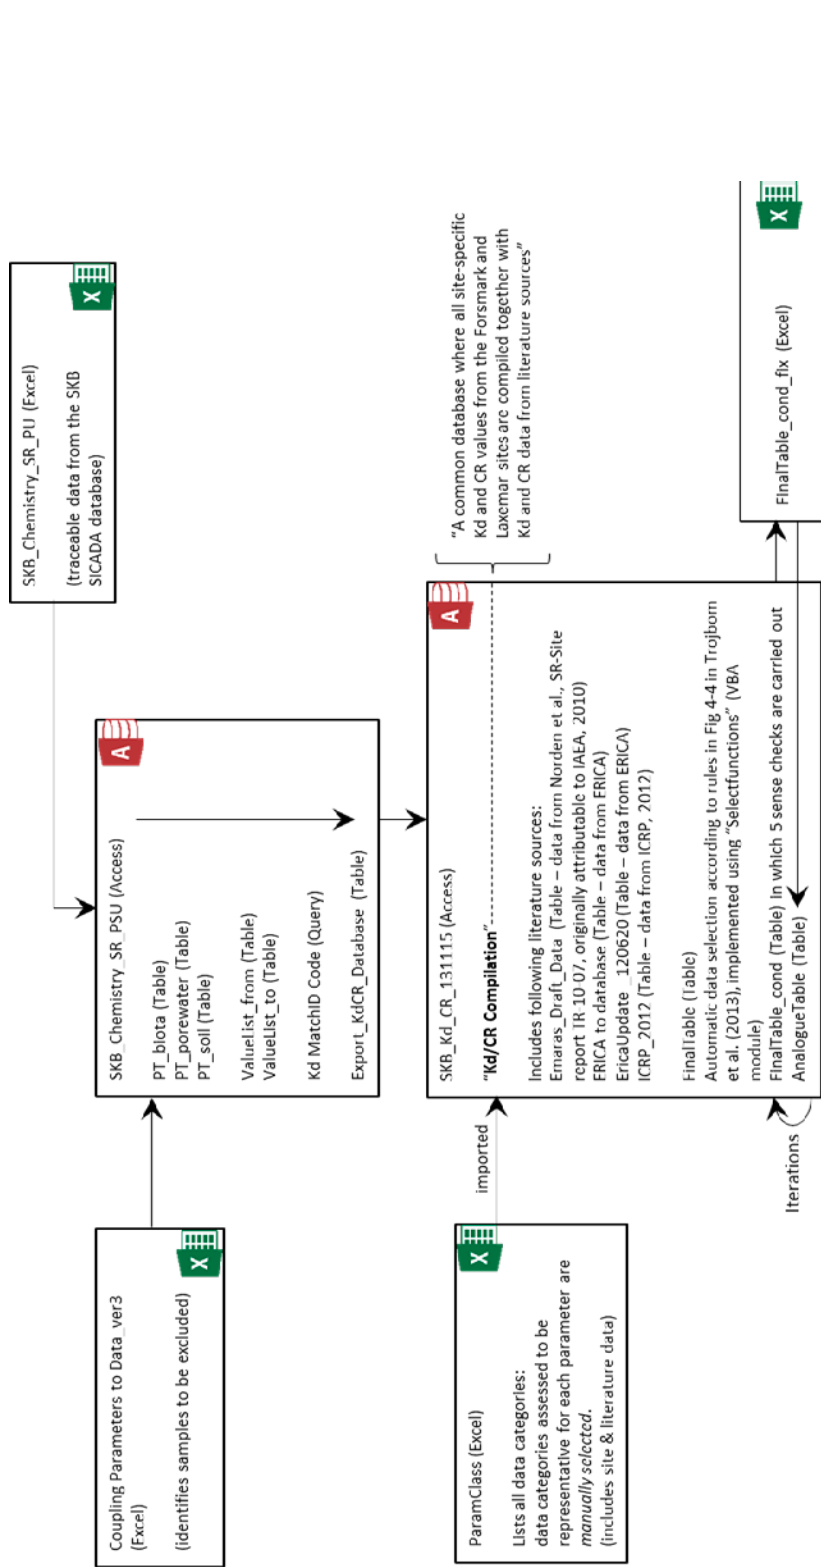 Coupling Parameters to Data_ver3
(Excel)
(identifies samples to be excluded)
X
SKB_Chemistry_SR_PSU (Access)
A
PT_biota (Table)
PT_porewater (Table)
PT_soil (Table)
ValueList_from (Table)
ValueList_to (Table)
Kd MatchID Code (Query)
Export_KdCR_Database (Table)
SKB_Chemistry_SR_PU (Excel)
(traceable data from the SKB
SICADA database)
X
ParamClass (Excel)
X
Lists all data categories:
data categories assessed to be
representative for each parameter are
manually selected.
(includes site & literature data)
imported
SKB_Kd_CR_131115 (Access)
A
"Kd/CR Compilation"
Includes following literature sources:
Emaras_Draft_Data (Table – data from Norden et al., SR-Site
report TR-10-07, originally attributable to IAEA, 2010)
ERICA to database (Table – data from ERICA)
EricaUpdate _120620 (Table – data from ERICA)
ICRP_2012 (Table – data from ICRP, 2012)
FinalTable (Table)
Automatic data selection according to rules in Fig 4-4 in Trojbom
et al. (2013), implemented using "Selectfunctions" (VBA
module)
FinalTable_cond (Table) in which 5 sense checks are carried out
AnalogueTable (Table)
Iterations
"A common database where all site-specific
Kd and CR values from the Forsmark and
Laxemar sites are compiled together with
Kd and CR data from literature sources"
FinalTable_cond_fix (Excel)
X